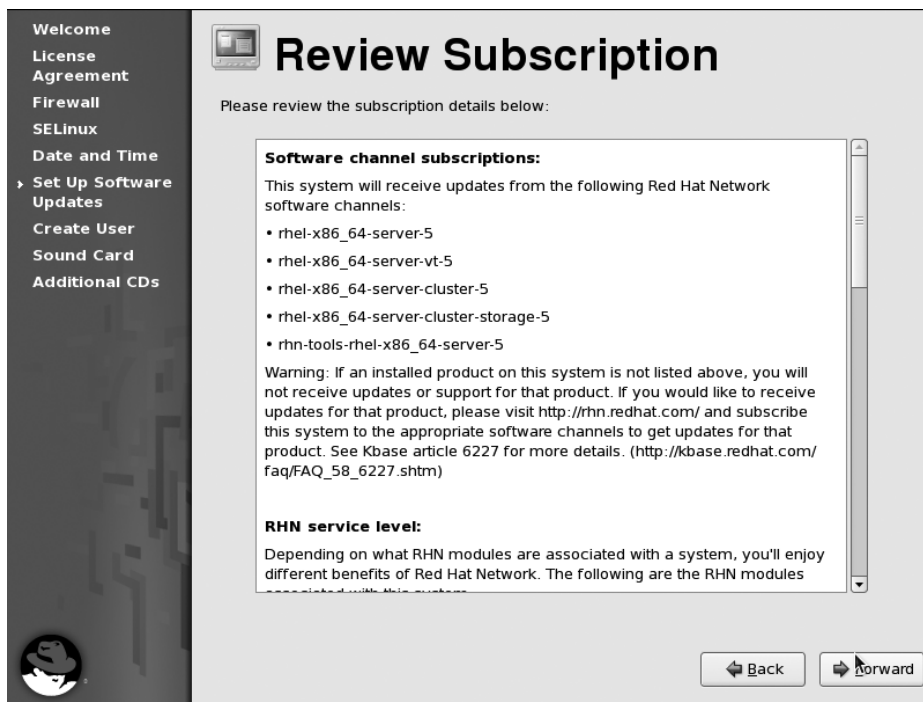 Welcome
License
Agreement
Firewall
SELinux
Date and Time
Set Up Software
Updates
Create User
Sound Card
Additional CDs
Review Subscription
Please review the subscription details below:
Software channel subscriptions:
This system will receive updates from the following Red Hat Network
software channels:
• rhel-x86_64-server-5
• rhel-x86_64-server-vt-5
• rhel-x86_64-server-cluster-5
• rhel-x86_64-server-cluster-storage-5
• rhn-tools-rhel-x86_64-server-5
Warning: If an installed product on this system is not listed above, you will
not receive updates or support for that product. If you would like to receive
updates for that product, please visit http://rhn.redhat.com/ and subscribe
this system to the appropriate software channels to get updates for that
product. See Kbase article 6227 for more details. (http://kbase.redhat.com/
faq/FAQ_58_6227.shtm)
RHN service level:
Depending on what RHN modules are associated with a system, you'll enjoy
different benefits of Red Hat Network. The following are the RHN modules
associated with this system
Back
Forward